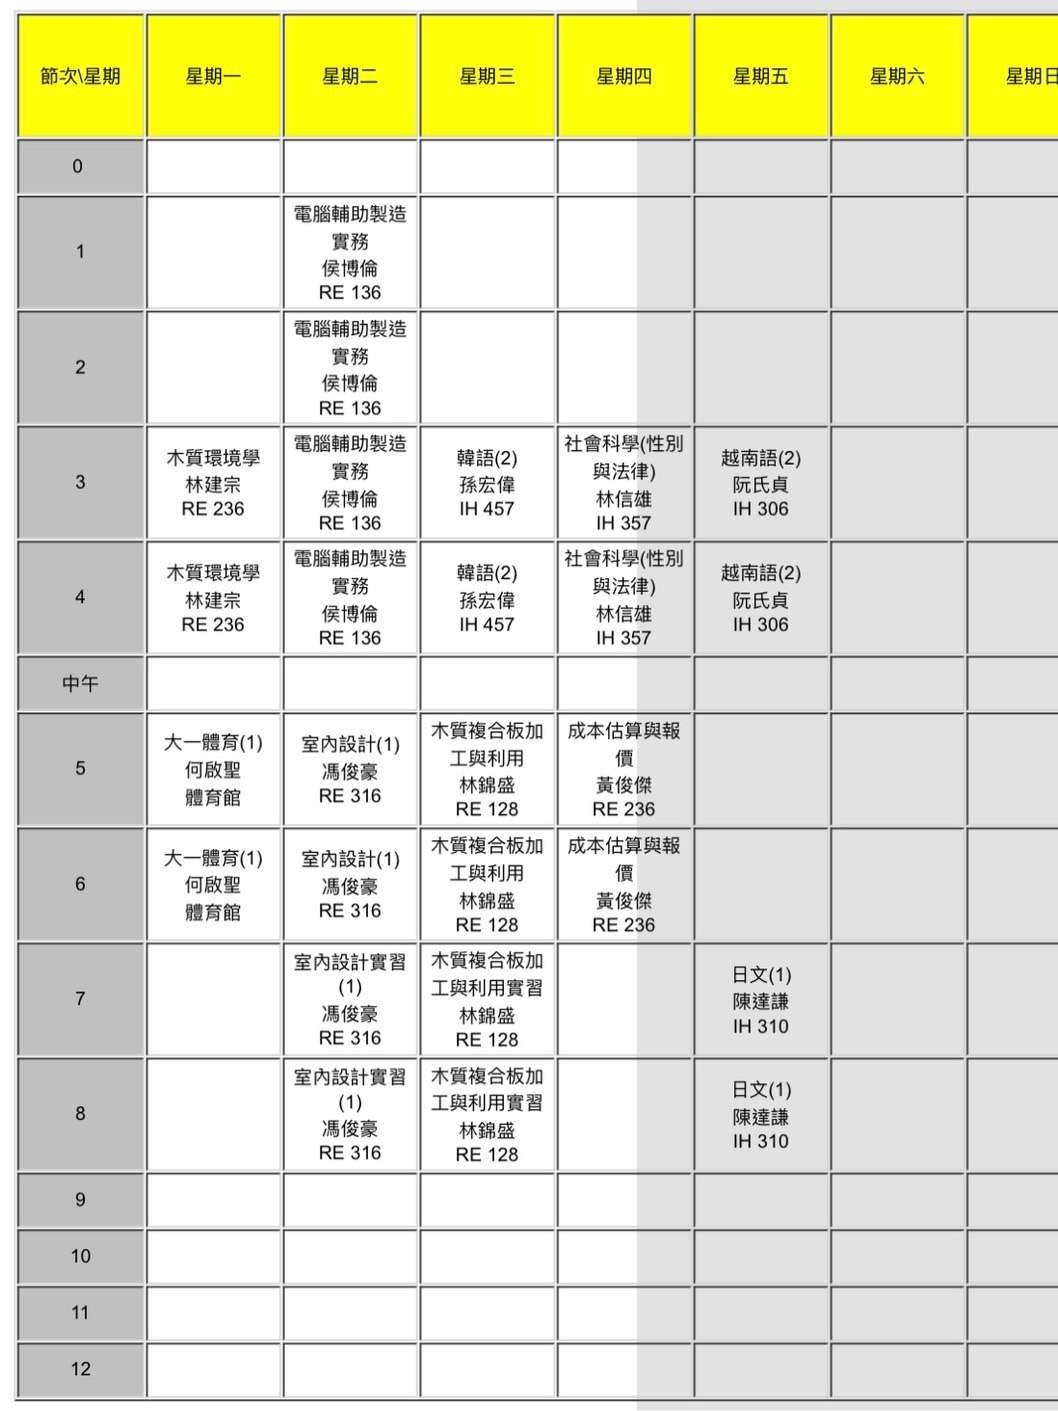 節次\星期 星期一 星期二 星期三 星期四 星期五 星期六 星期日
0
1
電腦輔助製造
實務
侯博倫
RE 136
2
電腦輔助製造
實務
侯博倫
RE 136
3
木質環境學
林建宗
RE 236
電腦輔助製造
實務
侯博倫
RE 136
韓語(2)
孫宏偉
IH 457
社會科學(性別
與法律)
林信雄
IH 357
越南語(2)
阮氏貞
IH 306
4
木質環境學
林建宗
RE 236
電腦輔助製造
實務
侯博倫
RE 136
韓語(2)
孫宏偉
IH 457
社會科學(性別
與法律)
林信雄
IH 357
越南語(2)
阮氏貞
IH 306
中午
5
大一體育(1)
何啟聖
體育館
室內設計(1)
馮俊豪
RE 316
木質複合板加
工與利用
林錦盛
RE 128
成本估算與報
價
黃俊傑
RE 236
6
大一體育(1)
何啟聖
體育館
室內設計(1)
馮俊豪
RE 316
木質複合板加
工與利用
林錦盛
RE 128
成本估算與報
價
黃俊傑
RE 236
7
室內設計實習
(1)
馮俊豪
RE 316
木質複合板加
工與利用實習
林錦盛
RE 128
日文(1)
陳達謙
IH 310
8
室內設計實習
(1)
馮俊豪
RE 316
木質複合板加
工與利用實習
林錦盛
RE 128
日文(1)
陳達謙
IH 310
9
10
11
12